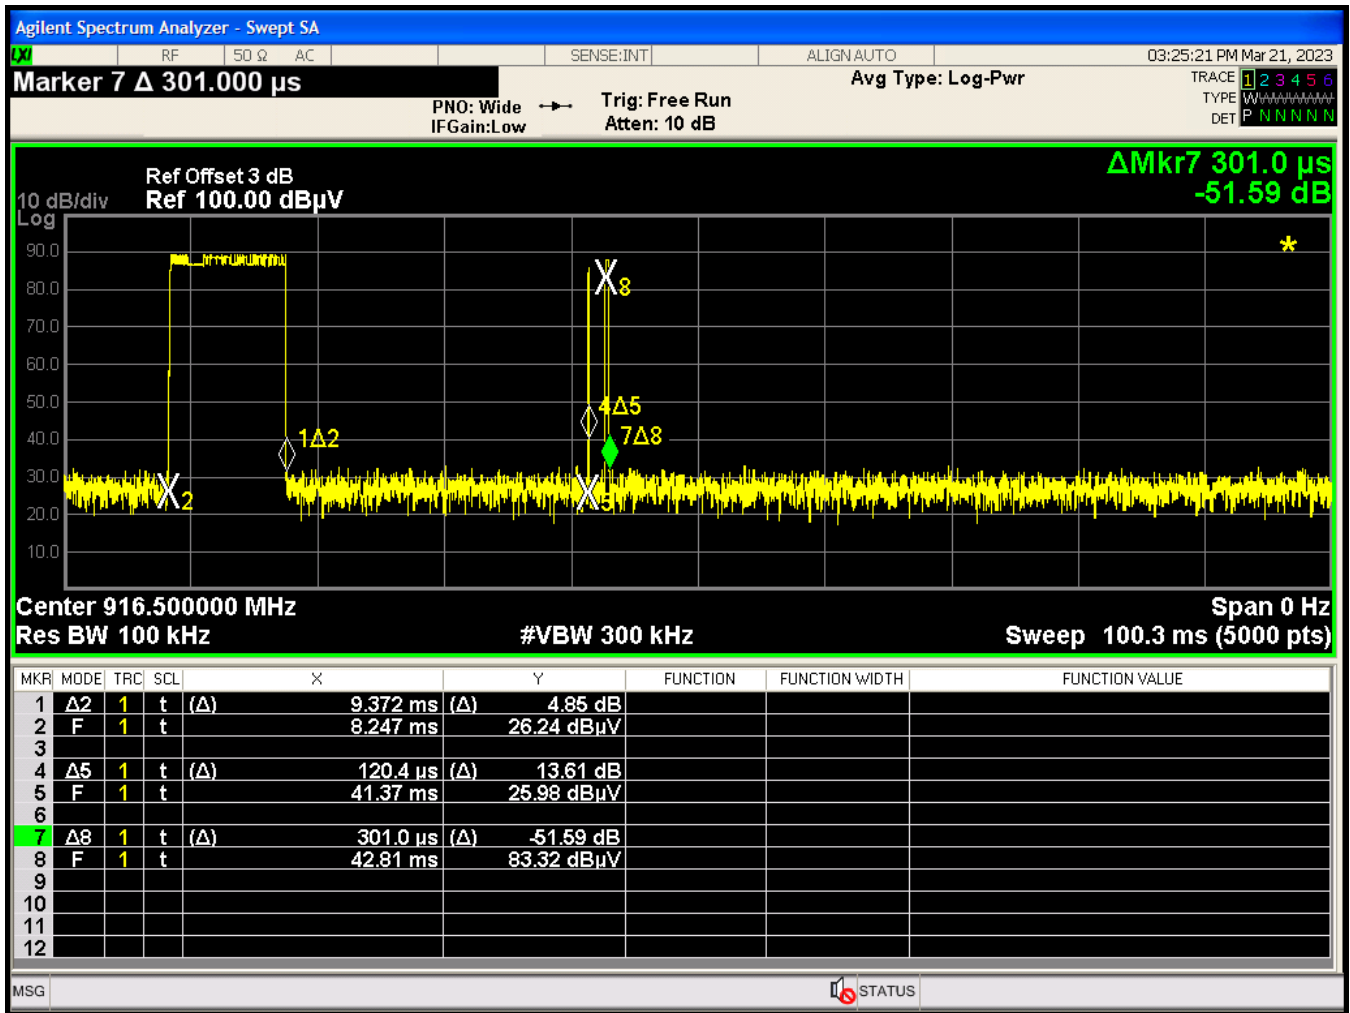 Agilent Spectrum Analyzer - Swept SA
LXI RF 50 Ω AC SENSE:INT ALIGN AUTO 03:25:21 PM Mar 21, 2023
Marker 7 Δ 301.000 µs
PNO: Wide
IFGain:Low
Trig: Free Run
Atten: 10 dB
Avg Type: Log-Pwr
TRACE 1 2 3 4 5 6
TYPE W
DET P N N N N N
ΔMkr7 301.0 µs
-51.59 dB
Ref Offset 3 dB
10 dB/div Ref 100.00 dBµV
Log
90.0
80.0
70.0
60.0
50.0
40.0
30.0
20.0
10.0
*
X8
4Δ5
7Δ8
1Δ2
X2
X5
Center 916.500000 MHz Span 0 Hz
Res BW 100 kHz #VBW 300 kHz Sweep 100.3 ms (5000 pts)
MKR MODE TRC SCL X Y FUNCTION FUNCTION WIDTH FUNCTION VALUE
1 Δ2 1 t (Δ) 9.372 ms (Δ) 4.85 dB
2 F 1 t 8.247 ms 26.24 dBµV
3
4 Δ5 1 t (Δ) 120.4 µs (Δ) 13.61 dB
5 F 1 t 41.37 ms 25.98 dBµV
6
7 Δ8 1 t (Δ) 301.0 µs (Δ) -51.59 dB
8 F 1 t 42.81 ms 83.32 dBµV
9
10
11
12
MSG STATUS